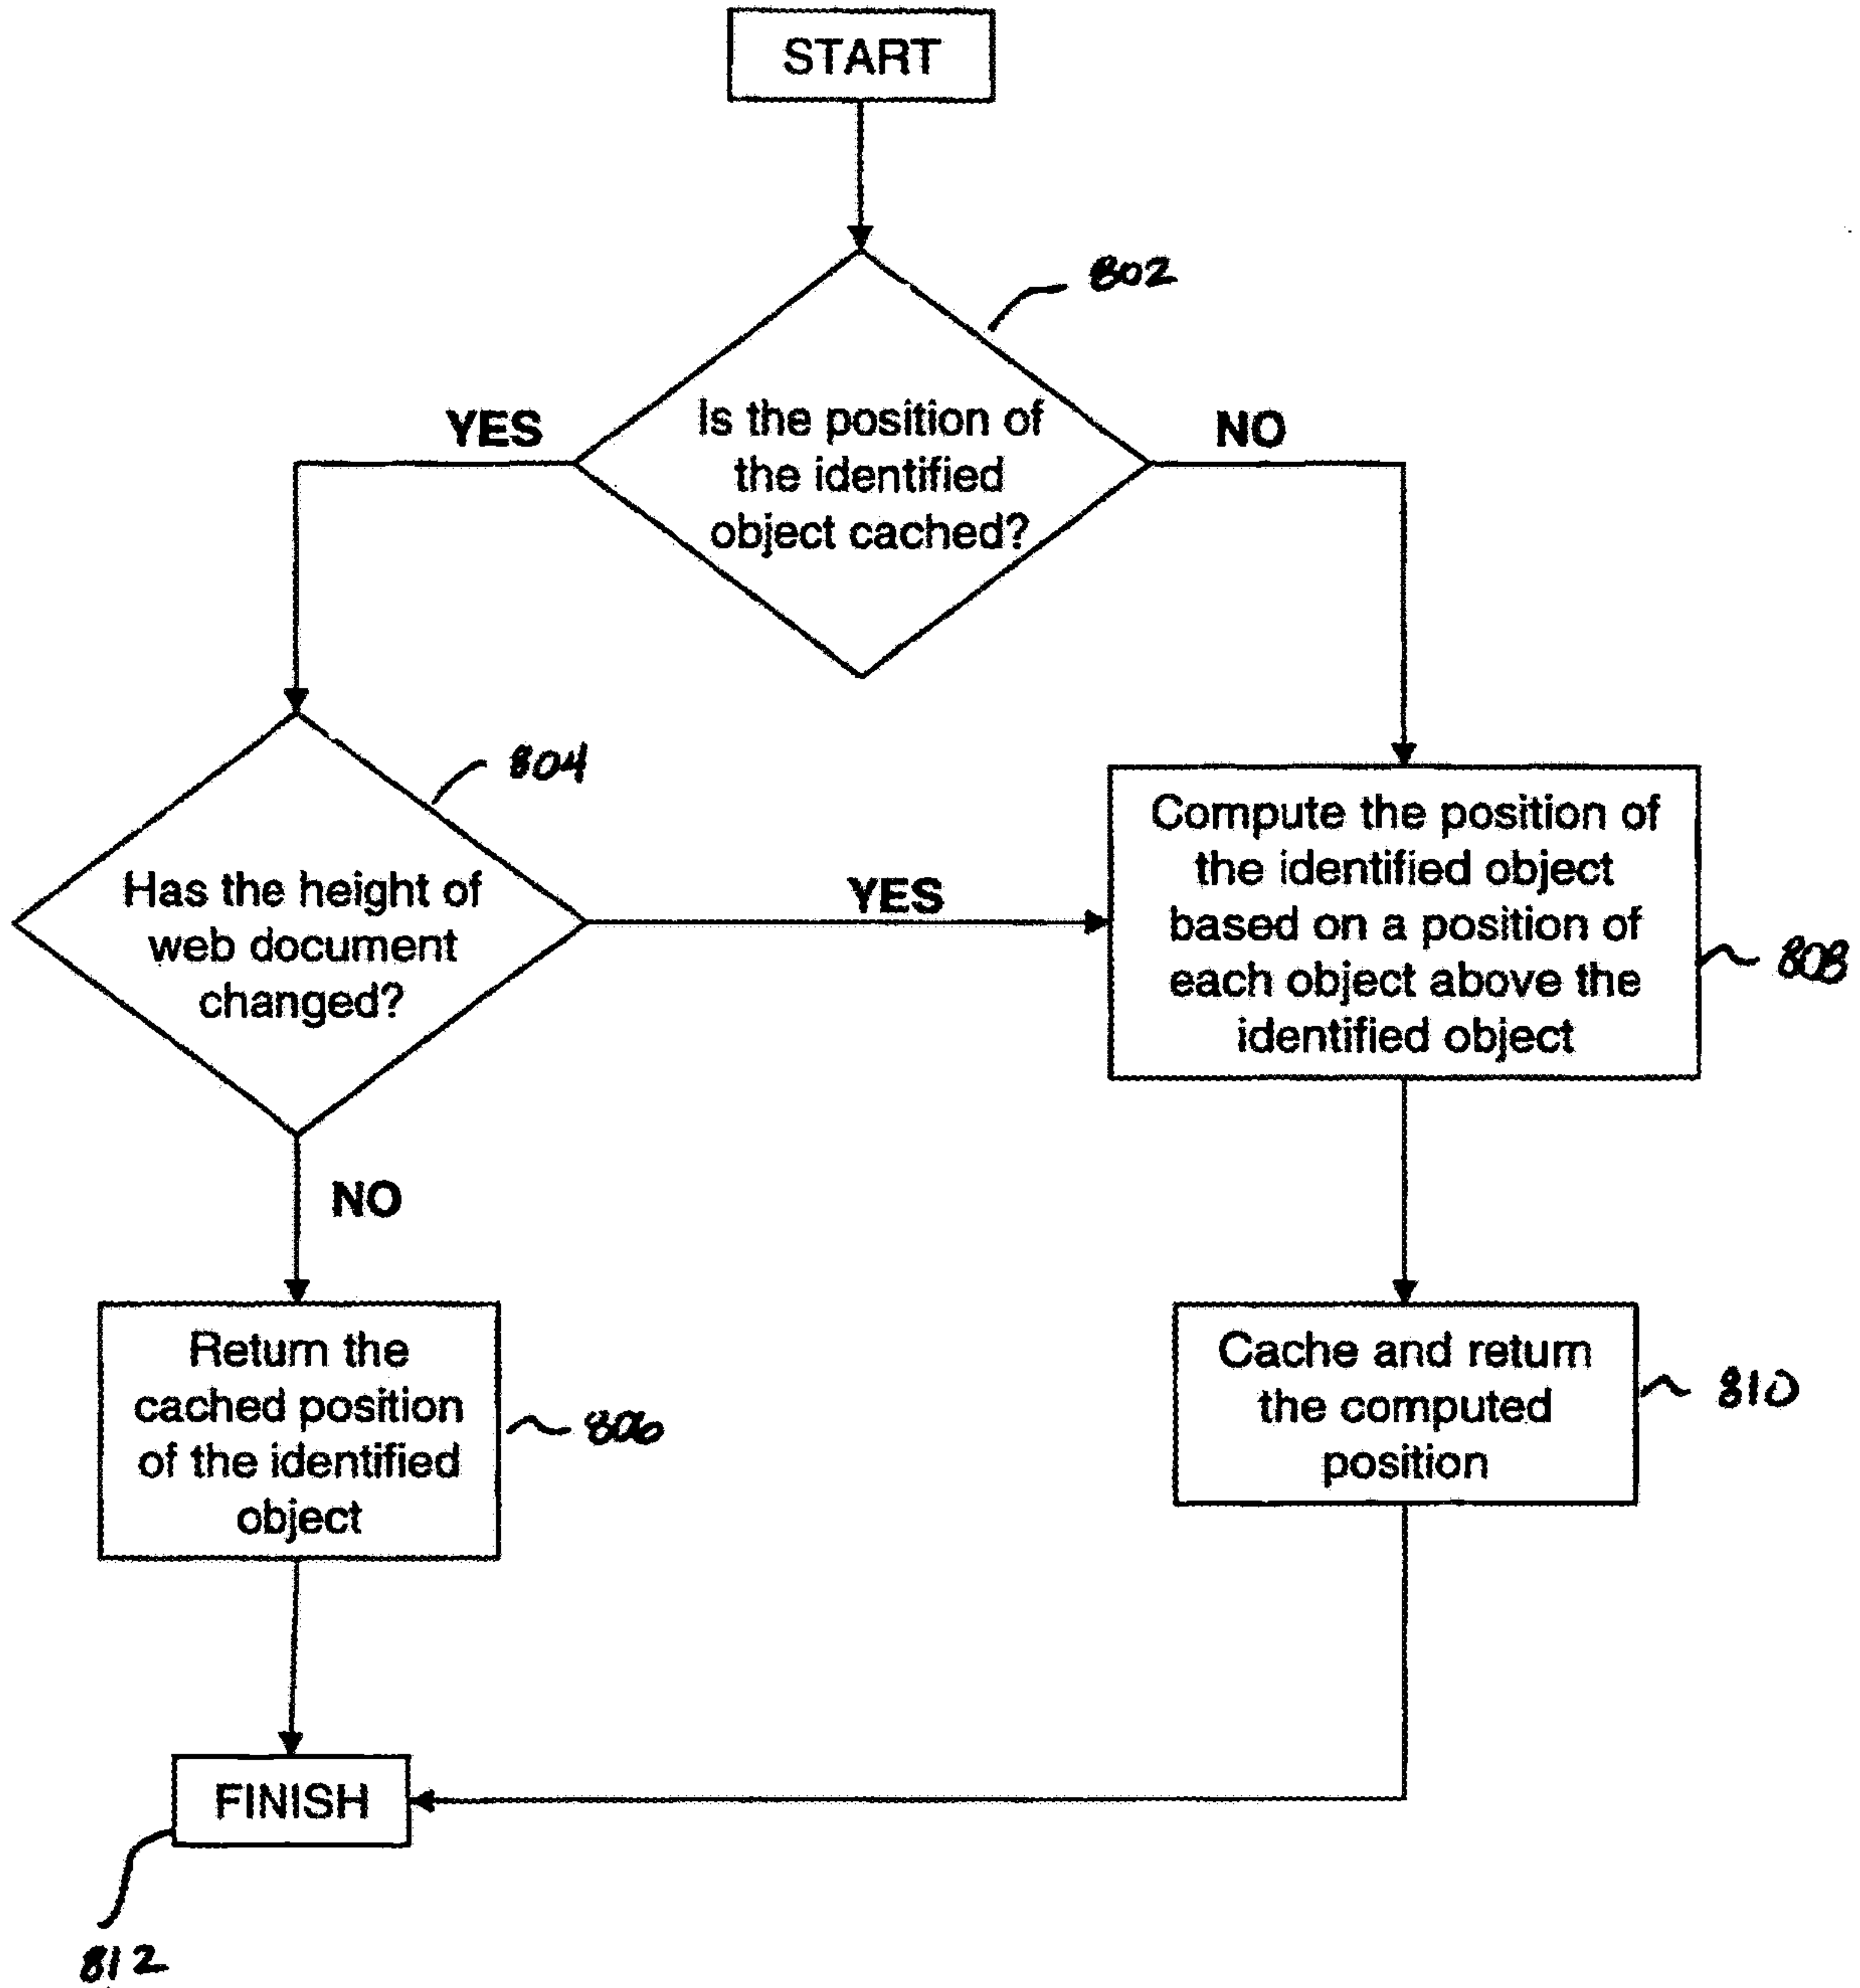 START
802
Is the position of
the identified
object cached?
YES
NO
804
Has the height of
web document
changed?
YES
Compute the position of
the identified object
based on a position of
each object above the
identified object
808
NO
Return the
cached position
of the identified
object
806
Cache and return
the computed
position
810
FINISH
812